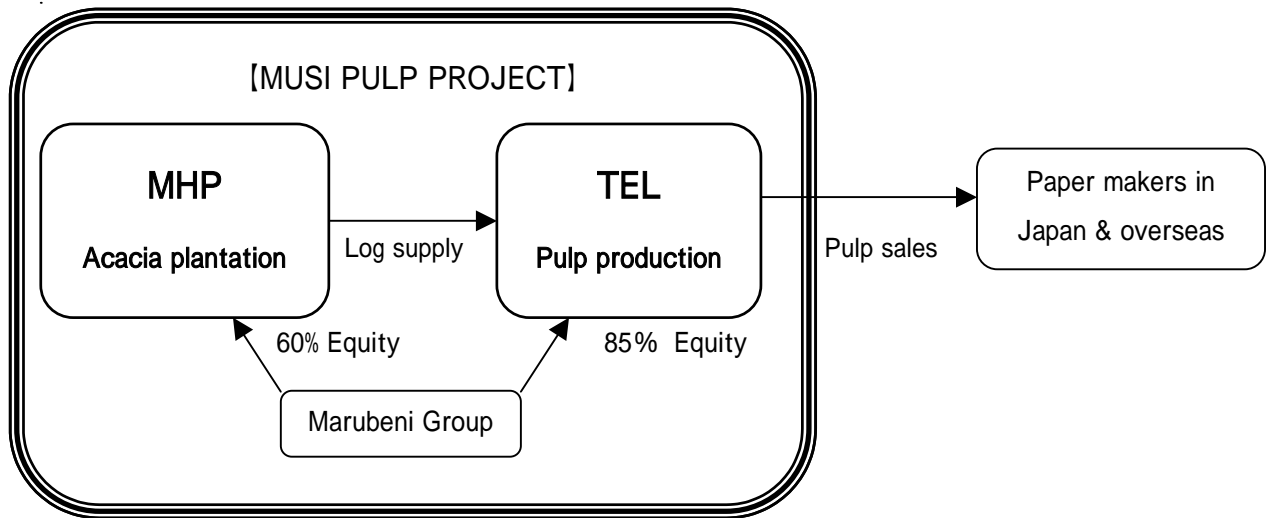 【MUSI PULP PROJECT】
MHP
Acacia plantation
Log supply
TEL
Pulp production
Pulp sales
Paper makers in
Japan & overseas
60% Equity
85% Equity
Marubeni Group